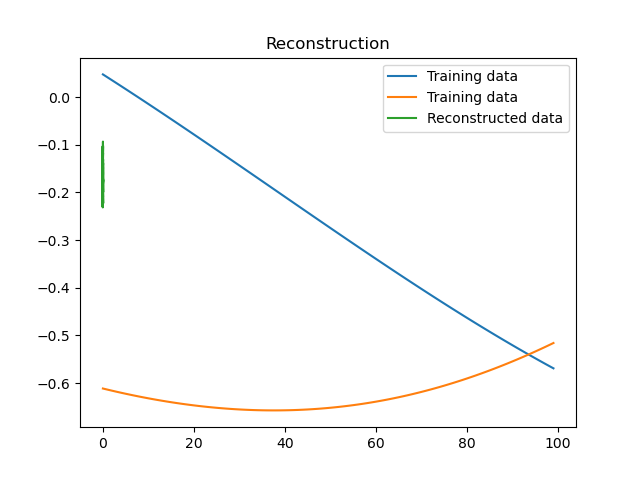 Reconstruction
Training data
Training data
Reconstructed data
0.0
−0.1
−0.2
−0.3
−0.4
−0.5
−0.6
0 20 40 60 80 100